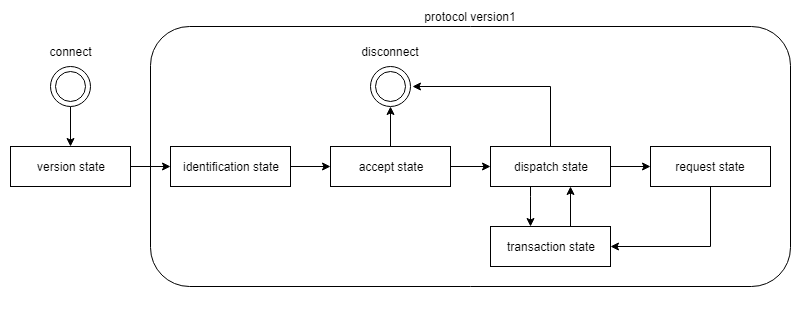 protocol version1
connect
disconnect
version state
identification state
accept state
dispatch state
request state
transaction state